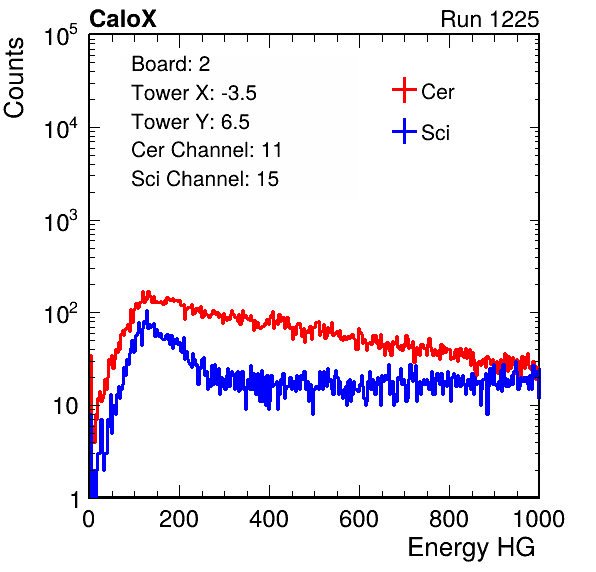 CaloX Run 1225
Counts
Board: 2
Tower X: -3.5
Tower Y: 6.5
Cer Channel: 11
Sci Channel: 15
Cer
Sci
10^5
10^4
10^3
10^2
10
1
0 200 400 600 800 1000
Energy HG